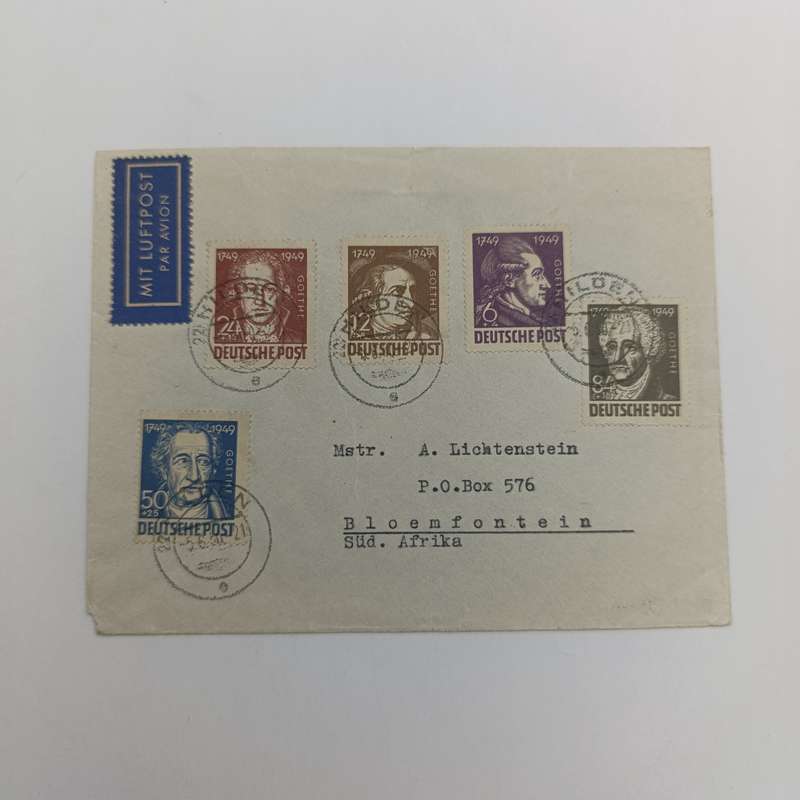 MIT LUFTPOST
PAR AVION
1749 1949
GOETHE
24
DEUTSCHE POST
1749 1949
GOETHE
12
DEUTSCHE POST
1749 1949
GOETHE
6
+4
DEUTSCHE POST
1949
GOETHE
84
DEUTSCHE POST
HILDEN
e
e
1749 1949
GOETHE
50
+25
DEUTSCHE POST
e
Mstr. A. Lichtenstein
P.O.Box 576
Bloemfontein
Süd. Afrika